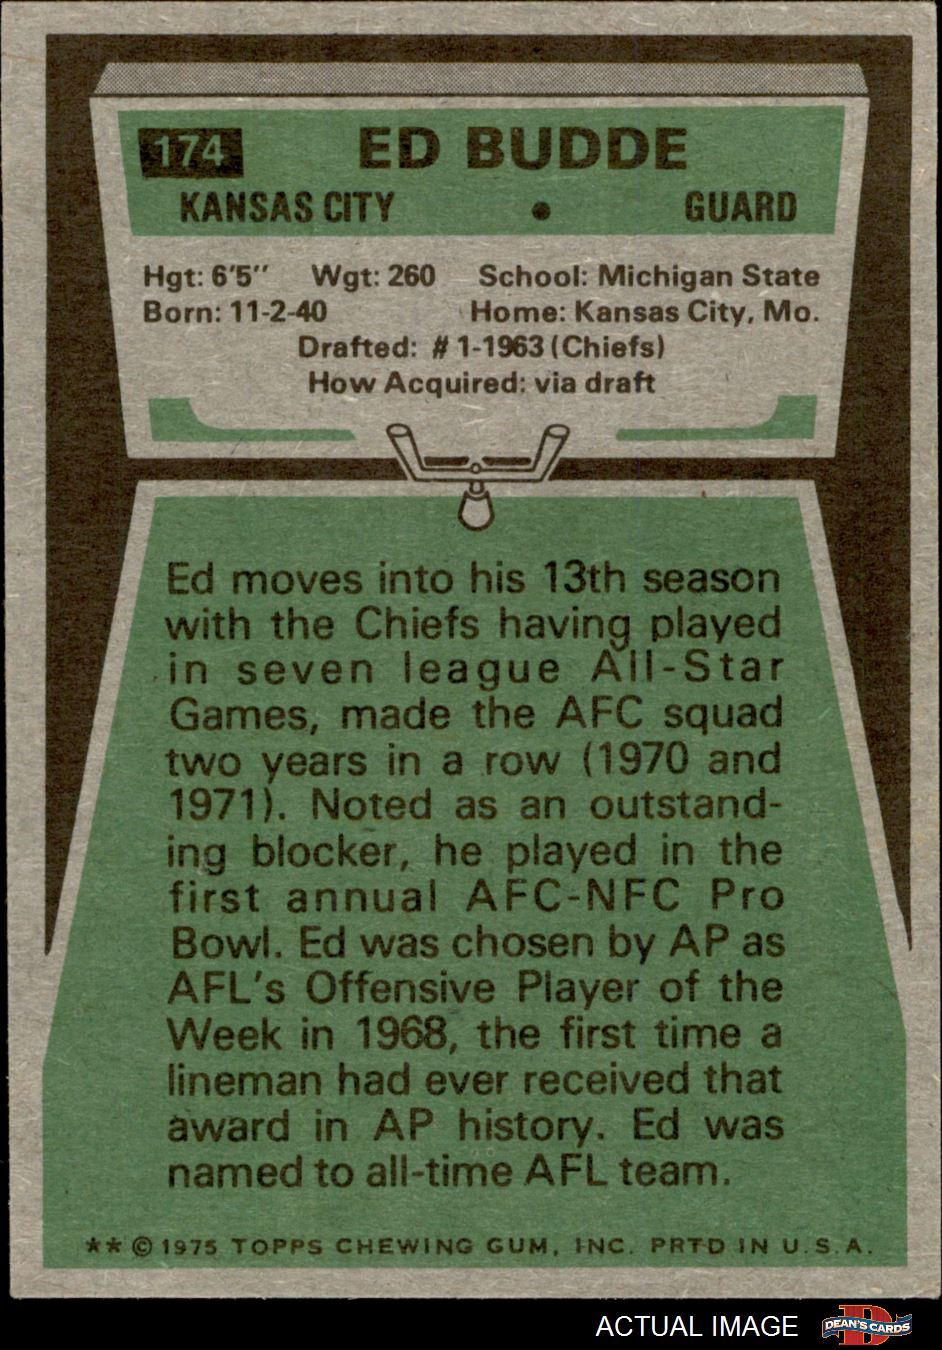 174 ED BUDDE
KANSAS CITY • GUARD
Hgt: 6'5" Wgt: 260 School: Michigan State
Born: 11-2-40 Home: Kansas City, Mo.
Drafted: #1-1963 (Chiefs)
How Acquired: via draft
Ed moves into his 13th season
with the Chiefs having played
in seven league All-Star
Games, made the AFC squad
two years in a row (1970 and
1971). Noted as an outstand-
ing blocker, he played in the
first annual AFC-NFC Pro
Bowl. Ed was chosen by AP as
AFL's Offensive Player of the
Week in 1968, the first time a
lineman had ever received that
award in AP history. Ed was
named to all-time AFL team.
** © 1975 TOPPS CHEWING GUM, INC. PRTD IN U.S.A.
ACTUAL IMAGE DEAN'S CARDS